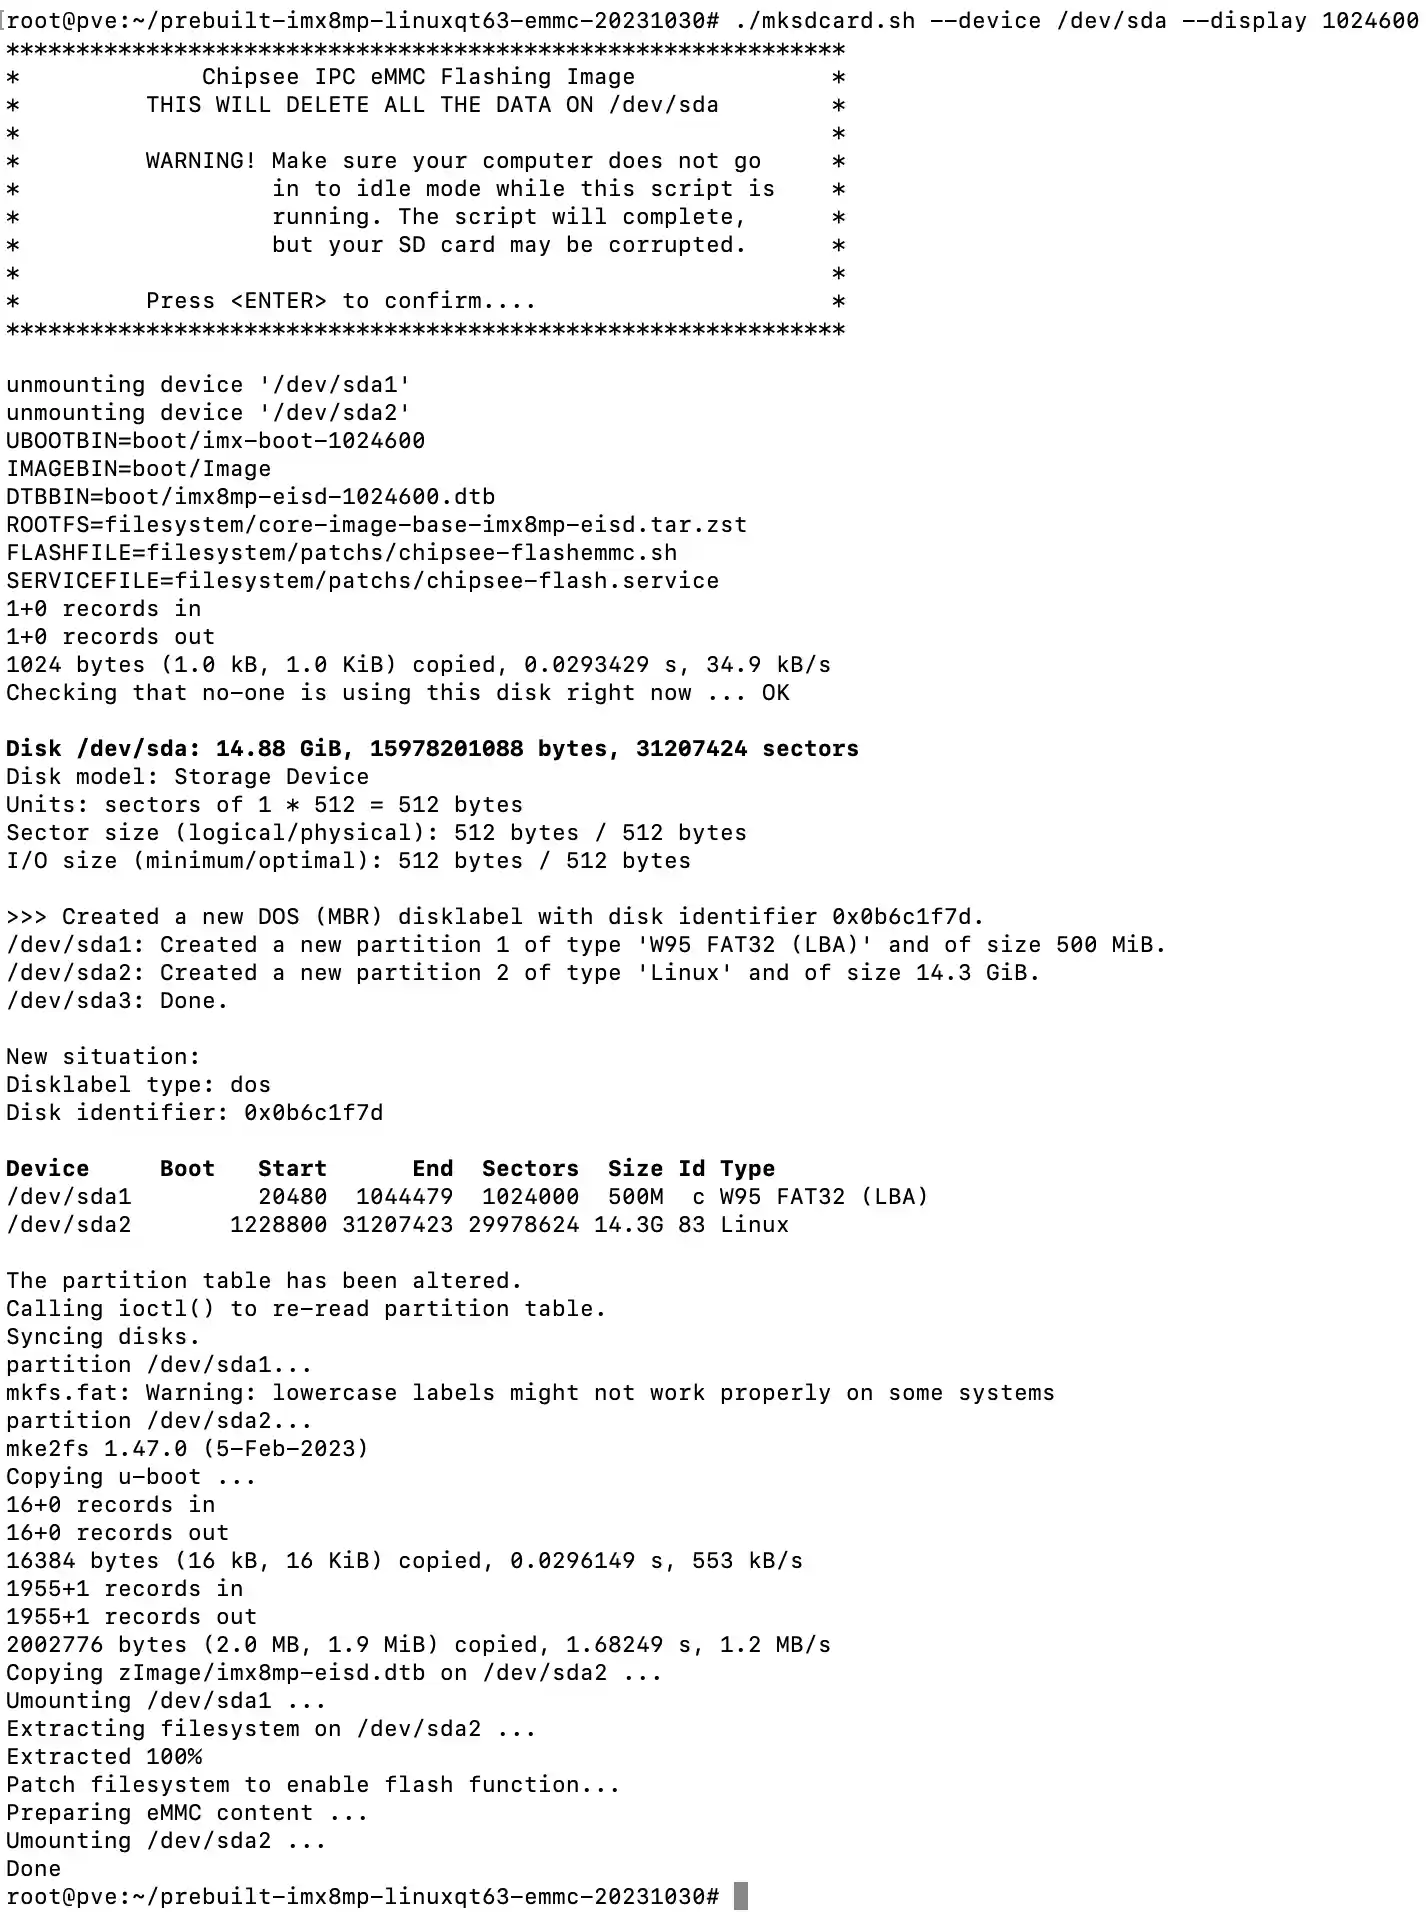 root@pve:~/prebuilt-imx8mp-linuxqt63-emmc-20231030# ./mksdcard.sh --device /dev/sda --display 1024600
************************************************************
*             Chipsee IPC eMMC Flashing Image              *
*         THIS WILL DELETE ALL THE DATA ON /dev/sda        *
*                                                          *
*         WARNING! Make sure your computer does not go     *
*                  in to idle mode while this script is    *
*                  running. The script will complete,      *
*                  but your SD card may be corrupted.      *
*                                                          *
*         Press <ENTER> to confirm....                     *
************************************************************
unmounting device '/dev/sda1'
unmounting device '/dev/sda2'
UBOOTBIN=boot/imx-boot-1024600
IMAGEBIN=boot/Image
DTBBIN=boot/imx8mp-eisd-1024600.dtb
ROOTFS=filesystem/core-image-base-imx8mp-eisd.tar.zst
FLASHFILE=filesystem/patchs/chipsee-flashemmc.sh
SERVICEFILE=filesystem/patchs/chipsee-flash.service
1+0 records in
1+0 records out
1024 bytes (1.0 kB, 1.0 KiB) copied, 0.0293429 s, 34.9 kB/s
Checking that no-one is using this disk right now ... OK
Disk /dev/sda: 14.88 GiB, 15978201088 bytes, 31207424 sectors
Disk model: Storage Device
Units: sectors of 1 * 512 = 512 bytes
Sector size (logical/physical): 512 bytes / 512 bytes
I/O size (minimum/optimal): 512 bytes / 512 bytes
>>> Created a new DOS (MBR) disklabel with disk identifier 0x0b6c1f7d.
/dev/sda1: Created a new partition 1 of type 'W95 FAT32 (LBA)' and of size 500 MiB.
/dev/sda2: Created a new partition 2 of type 'Linux' and of size 14.3 GiB.
/dev/sda3: Done.
New situation:
Disklabel type: dos
Disk identifier: 0x0b6c1f7d
Device     Boot   Start      End  Sectors  Size Id Type
/dev/sda1         20480  1044479  1024000  500M  c W95 FAT32 (LBA)
/dev/sda2       1228800 31207423 29978624 14.3G 83 Linux
The partition table has been altered.
Calling ioctl() to re-read partition table.
Syncing disks.
partition /dev/sda1...
mkfs.fat: Warning: lowercase labels might not work properly on some systems
partition /dev/sda2...
mke2fs 1.47.0 (5-Feb-2023)
Copying u-boot ...
16+0 records in
16+0 records out
16384 bytes (16 kB, 16 KiB) copied, 0.0296149 s, 553 kB/s
1955+1 records in
1955+1 records out
2002776 bytes (2.0 MB, 1.9 MiB) copied, 1.68249 s, 1.2 MB/s
Copying zImage/imx8mp-eisd.dtb on /dev/sda2 ...
Umounting /dev/sda1 ...
Extracting filesystem on /dev/sda2 ...
Extracted 100%
Patch filesystem to enable flash function...
Preparing eMMC content ...
Umounting /dev/sda2 ...
Done
root@pve:~/prebuilt-imx8mp-linuxqt63-emmc-20231030#